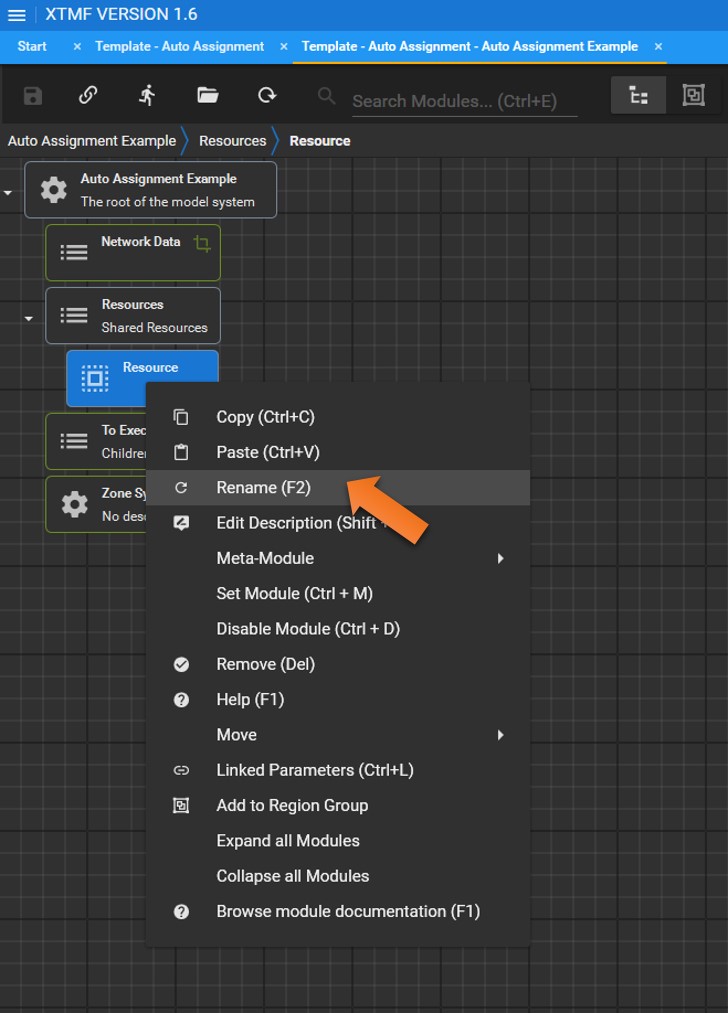 XTMF VERSION 1.6
Start × Template - Auto Assignment × Template - Auto Assignment - Auto Assignment Example ×
Search Modules... (Ctrl+E)
Auto Assignment Example Resources Resource
Auto Assignment Example
The root of the model system
Network Data
Resources
Shared Resources
Resource
To Exec
Childre
Zone Sy
No des
Copy (Ctrl+C)
Paste (Ctrl+V)
Rename (F2)
Edit Description (Shift +
Meta-Module
Set Module (Ctrl + M)
Disable Module (Ctrl + D)
Remove (Del)
Help (F1)
Move
Linked Parameters (Ctrl+L)
Add to Region Group
Expand all Modules
Collapse all Modules
Browse module documentation (F1)